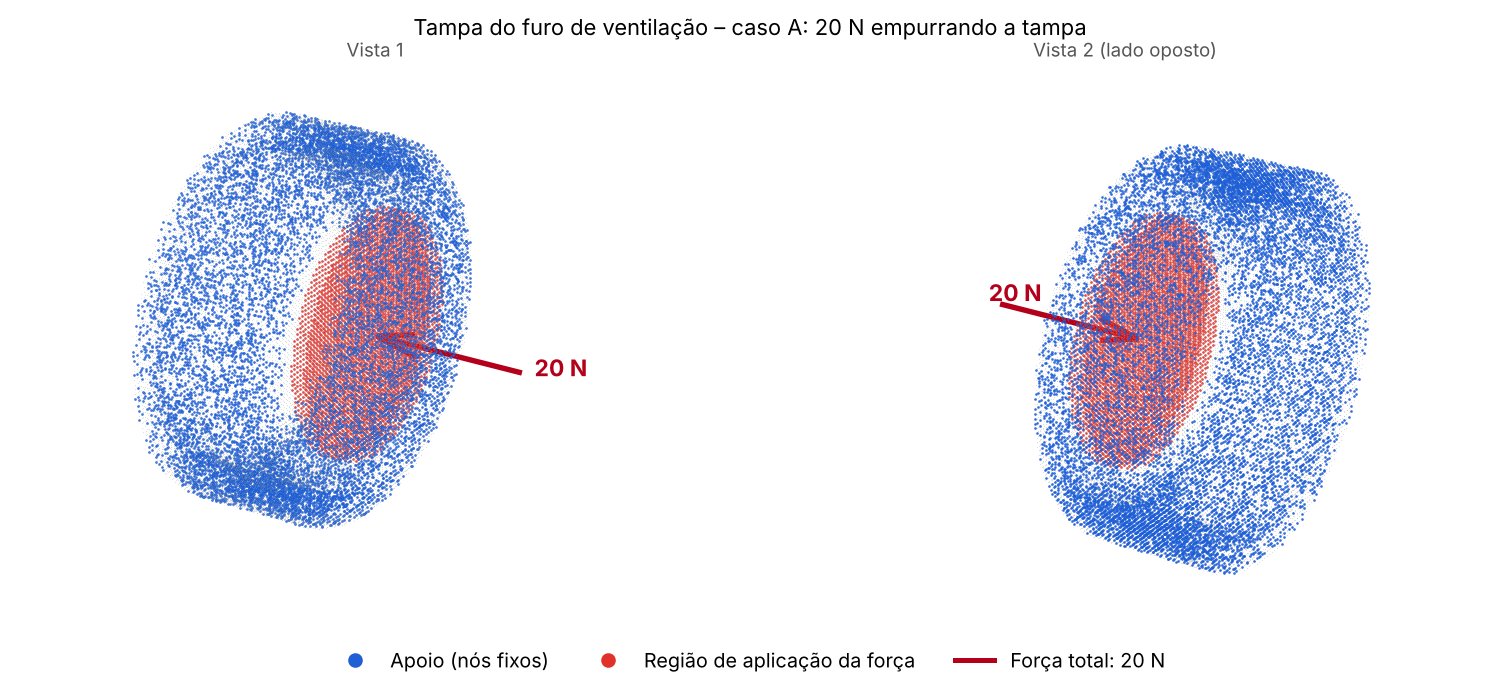 Tampa do furo de ventilação – caso A: 20 N empurrando a tampa
Vista 1
Vista 2 (lado oposto)
20 N
20 N
Apoio (nós fixos)
Região de aplicação da força
Força total: 20 N